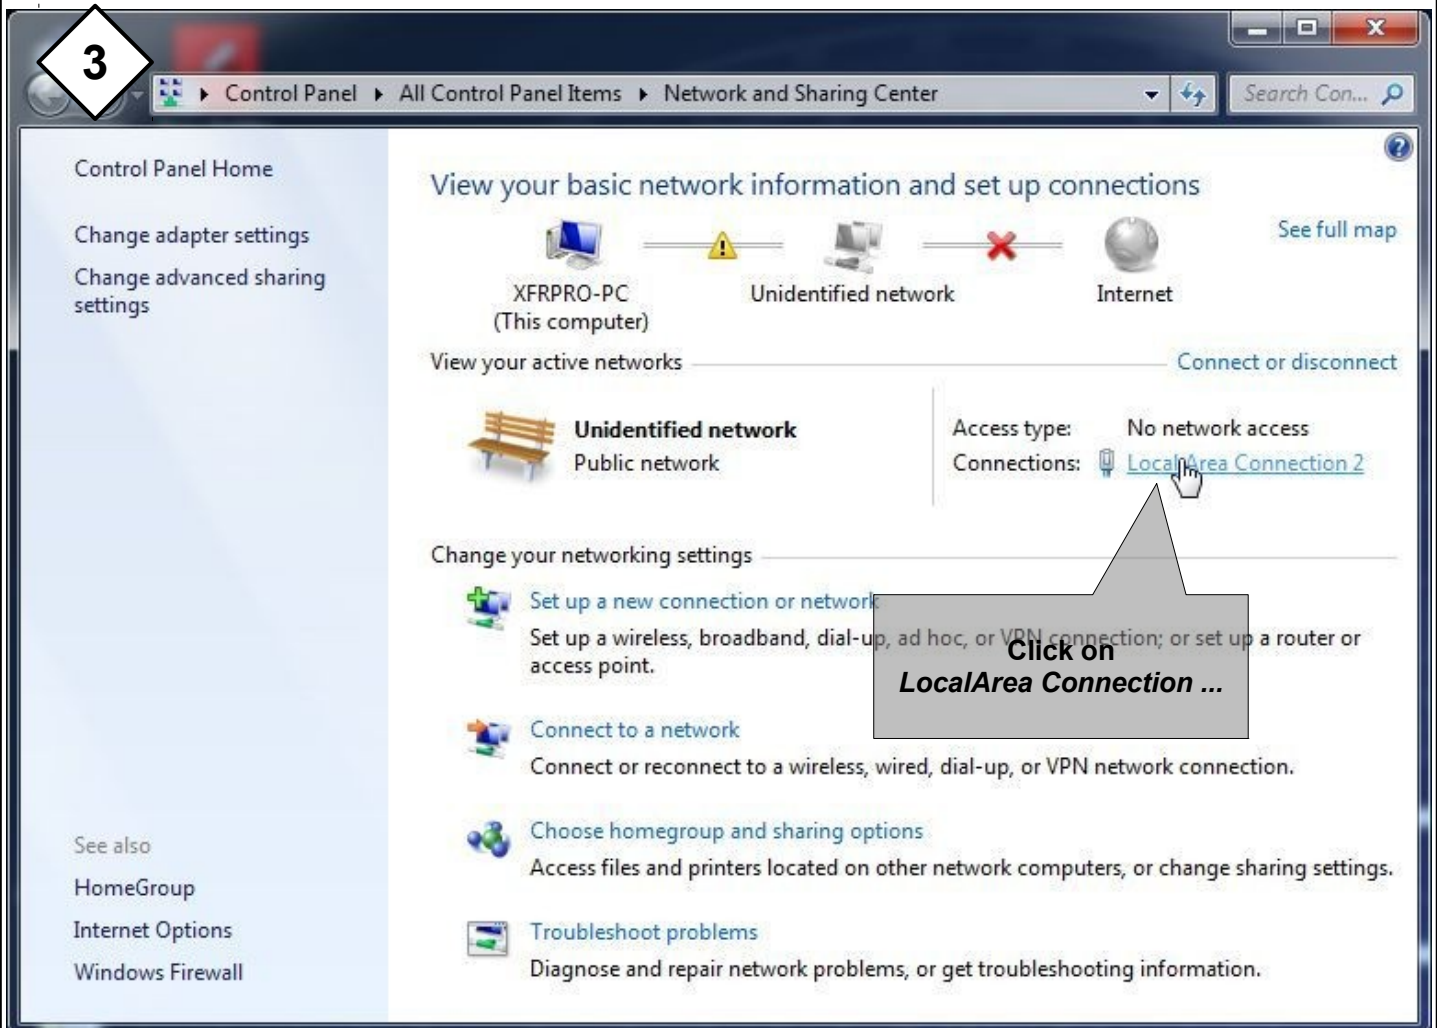 3
Control Panel ▸ All Control Panel Items ▸ Network and Sharing Center
Search Con...
Control Panel Home
Change adapter settings
Change advanced sharing
settings
See also
HomeGroup
Internet Options
Windows Firewall
View your basic network information and set up connections
See full map
XFRPRO-PC
(This computer)
Unidentified network
Internet
View your active networks
Connect or disconnect
Unidentified network
Public network
Access type: No network access
Connections: Local Area Connection 2
Change your networking settings
Set up a new connection or network
Set up a wireless, broadband, dial-up, ad hoc, or VPN connection; or set up a router or
access point.
Click on
LocalArea Connection ...
Connect to a network
Connect or reconnect to a wireless, wired, dial-up, or VPN network connection.
Choose homegroup and sharing options
Access files and printers located on other network computers, or change sharing settings.
Troubleshoot problems
Diagnose and repair network problems, or get troubleshooting information.